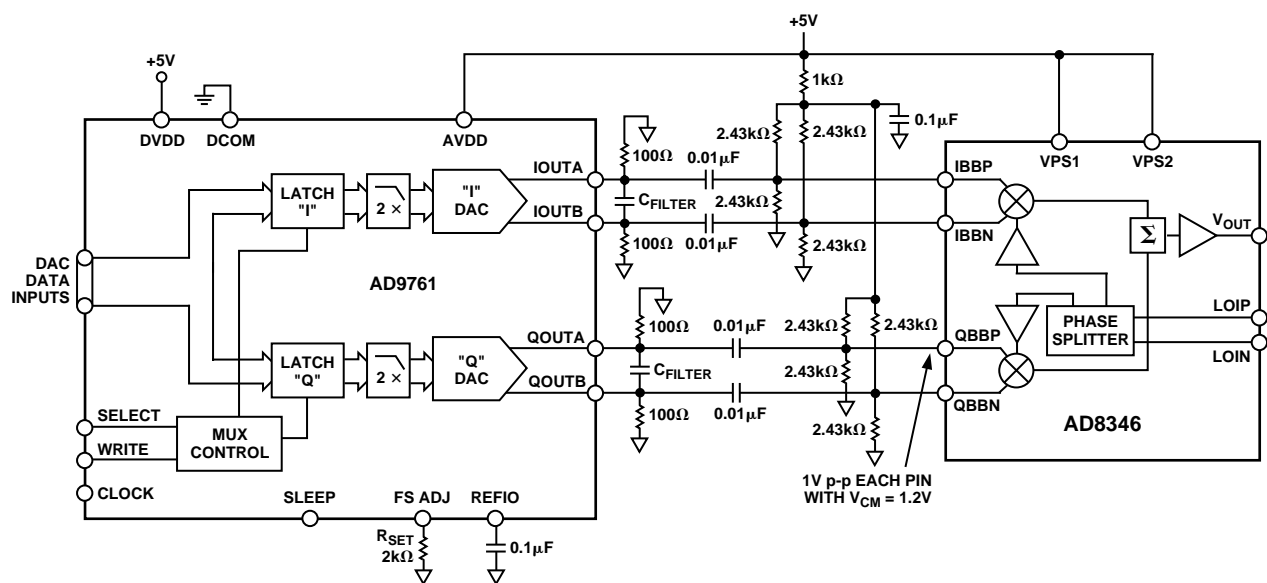 +5V
+5V
1kΩ
DVDD
DCOM
AVDD
2.43kΩ
2.43kΩ
0.1µF
VPS1
VPS2
100Ω
0.01µF
LATCH
"I"
2 ×
"I"
DAC
IOUTA
IOUTB
C_FILTER
2.43kΩ
0.01µF
100Ω
2.43kΩ
IBBP
IBBN
Σ
V_OUT
DAC
DATA
INPUTS
AD9761
PHASE
SPLITTER
LOIP
LOIN
LATCH
"Q"
2 ×
"Q"
DAC
QOUTA
QOUTB
100Ω
0.01µF
2.43kΩ
2.43kΩ
QBBP
C_FILTER
2.43kΩ
100Ω
0.01µF
QBBN
2.43kΩ
AD8346
SELECT
WRITE
MUX
CONTROL
CLOCK
SLEEP
FS ADJ
REFIO
R_SET
2kΩ
0.1µF
1V p-p EACH PIN
WITH V_CM = 1.2V